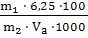 m₁ · 6,25 · 100
m₂ · Vₐ · 1000